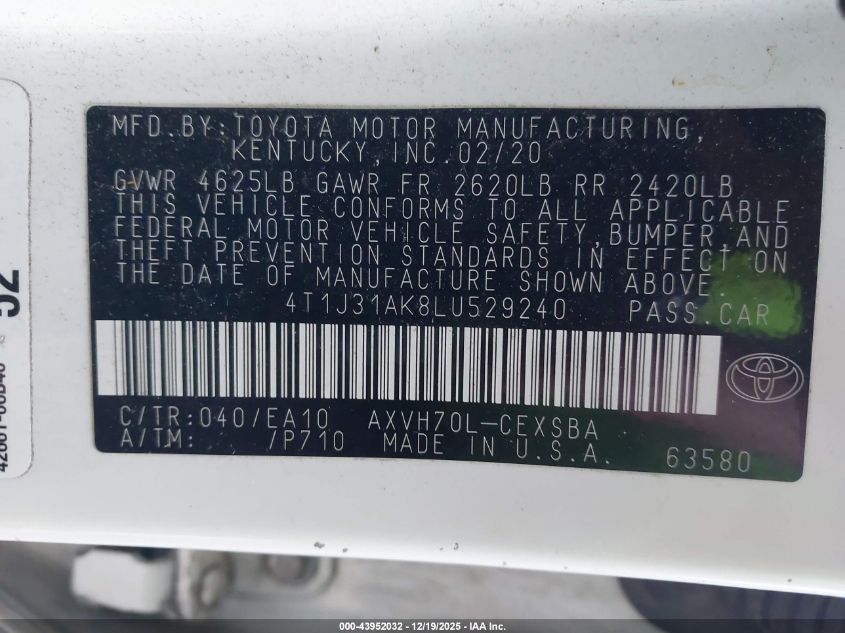 MFD.BY:TOYOTA MOTOR MANUFACTURING,
KENTUCKY,INC.02/20
GVWR 4625LB GAWR FR 2620LB RR 2420LB
THIS VEHICLE CONFORMS TO ALL APPLICABLE
FEDERAL MOTOR VEHICLE SAFETY,BUMPER,AND
THEFT PREVENTION STANDARDS IN EFFECT ON
THE DATE OF MANUFACTURE SHOWN ABOVE.
4T1J31AK8LU529240 PASS.CAR
C/TR:040/EA10 AXVH70L-CEXSBA
A/TM: /P710 MADE IN U.S.A. 63580
52
000-43952032 - 12/19/2025 - IAA Inc.